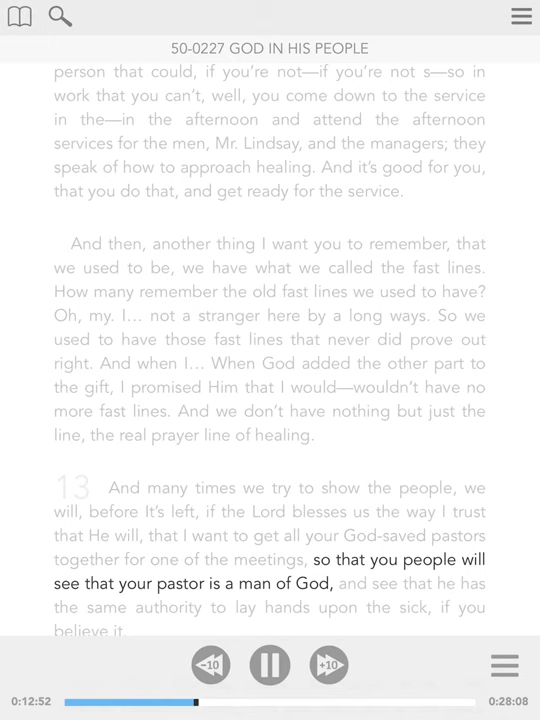 50-0227 GOD IN HIS PEOPLE
person that could, if you're not—if you're not s—so in
work that you can't, well, you come down to the service
in the—in the afternoon and attend the afternoon
services for the men, Mr. Lindsay, and the managers; they
speak of how to approach healing. And it's good for you,
that you do that, and get ready for the service.
And then, another thing I want you to remember, that
we used to be, we have what we called the fast lines.
How many remember the old fast lines we used to have?
Oh, my. I… not a stranger here by a long ways. So we
used to have those fast lines that never did prove out
right. And when I… When God added the other part to
the gift, I promised Him that I would—wouldn't have no
more fast lines. And we don't have nothing but just the
line, the real prayer line of healing.
13 And many times we try to show the people, we
will, before It's left, if the Lord blesses us the way I trust
that He will, that I want to get all your God-saved pastors
together for one of the meetings, so that you people will
see that your pastor is a man of God, and see that he has
the same authority to lay hands upon the sick, if you
believe it.
-10 +10
0:12:52 0:28:08